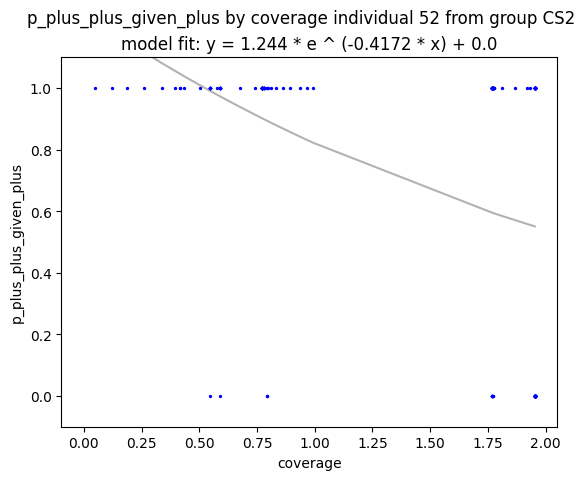 p_plus_plus_given_plus by coverage individual 52 from group CS2
model fit: y = 1.244 * e ^ (-0.4172 * x) + 0.0
1.0
0.8
0.6
0.4
0.2
0.0
p_plus_plus_given_plus
0.00 0.25 0.50 0.75 1.00 1.25 1.50 1.75 2.00
coverage